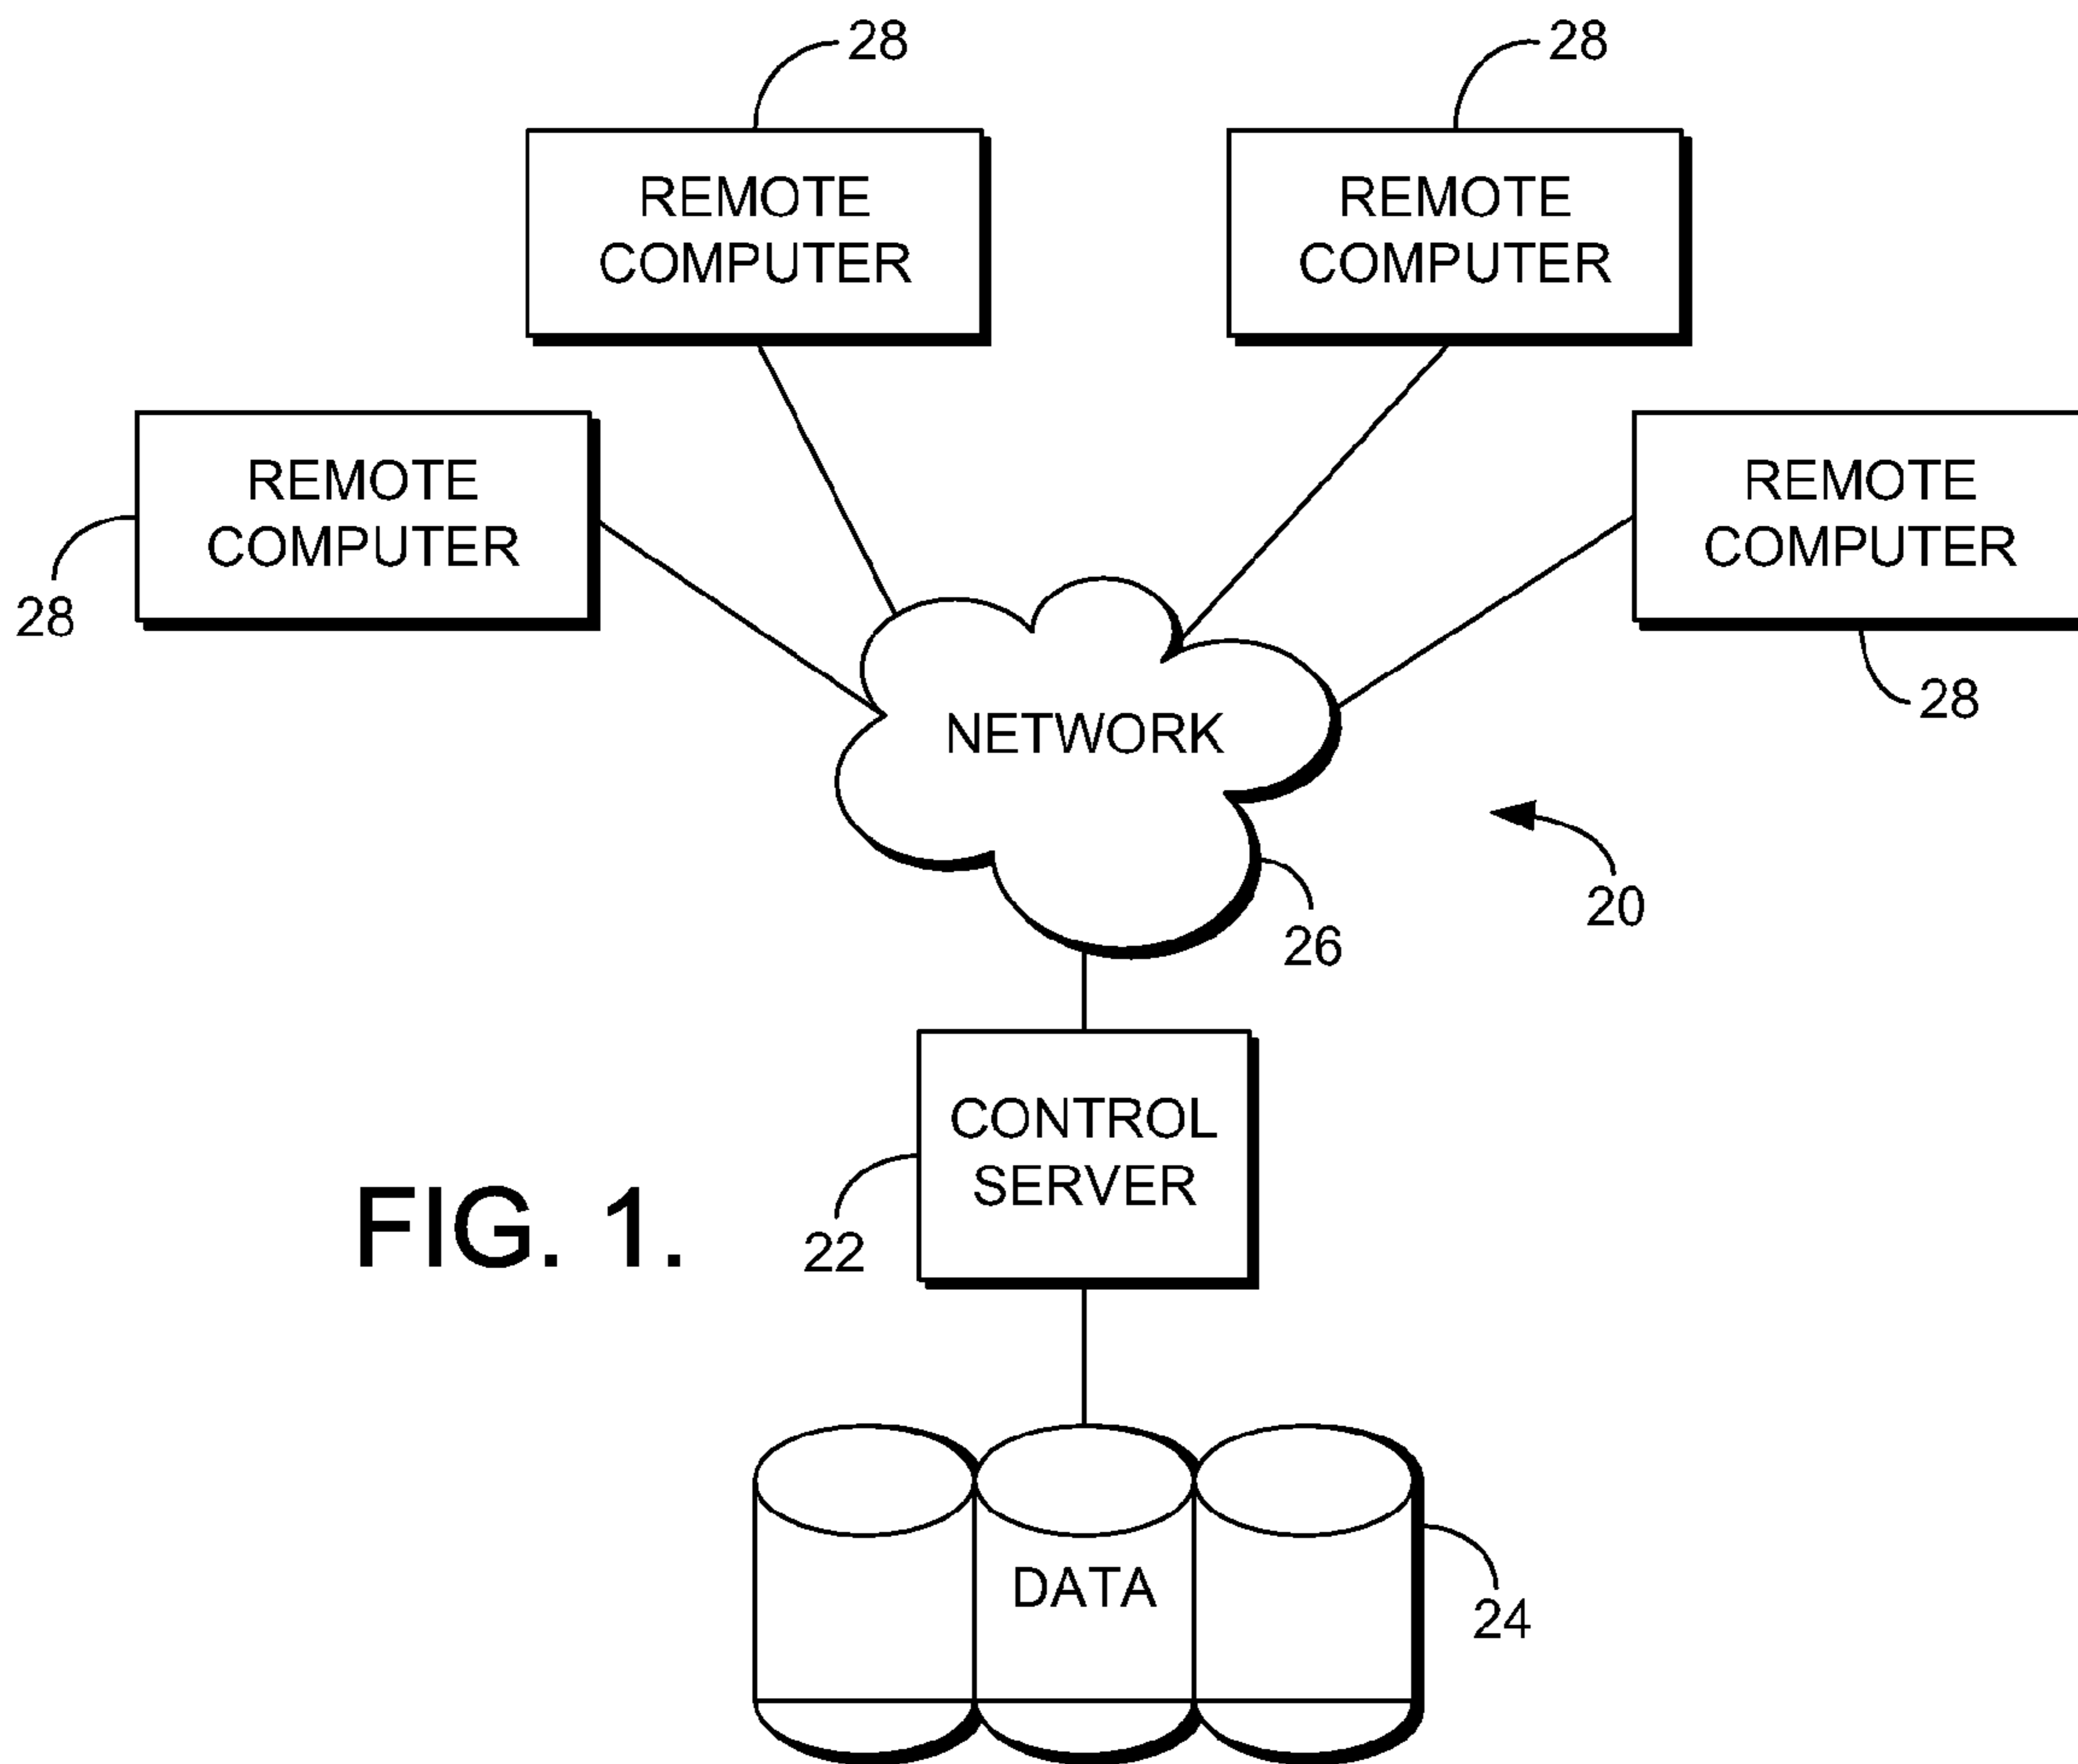 28
28
REMOTE
COMPUTER
REMOTE
COMPUTER
REMOTE
COMPUTER
REMOTE
COMPUTER
28
28
NETWORK
20
26
CONTROL
SERVER
22
FIG. 1.
DATA
24